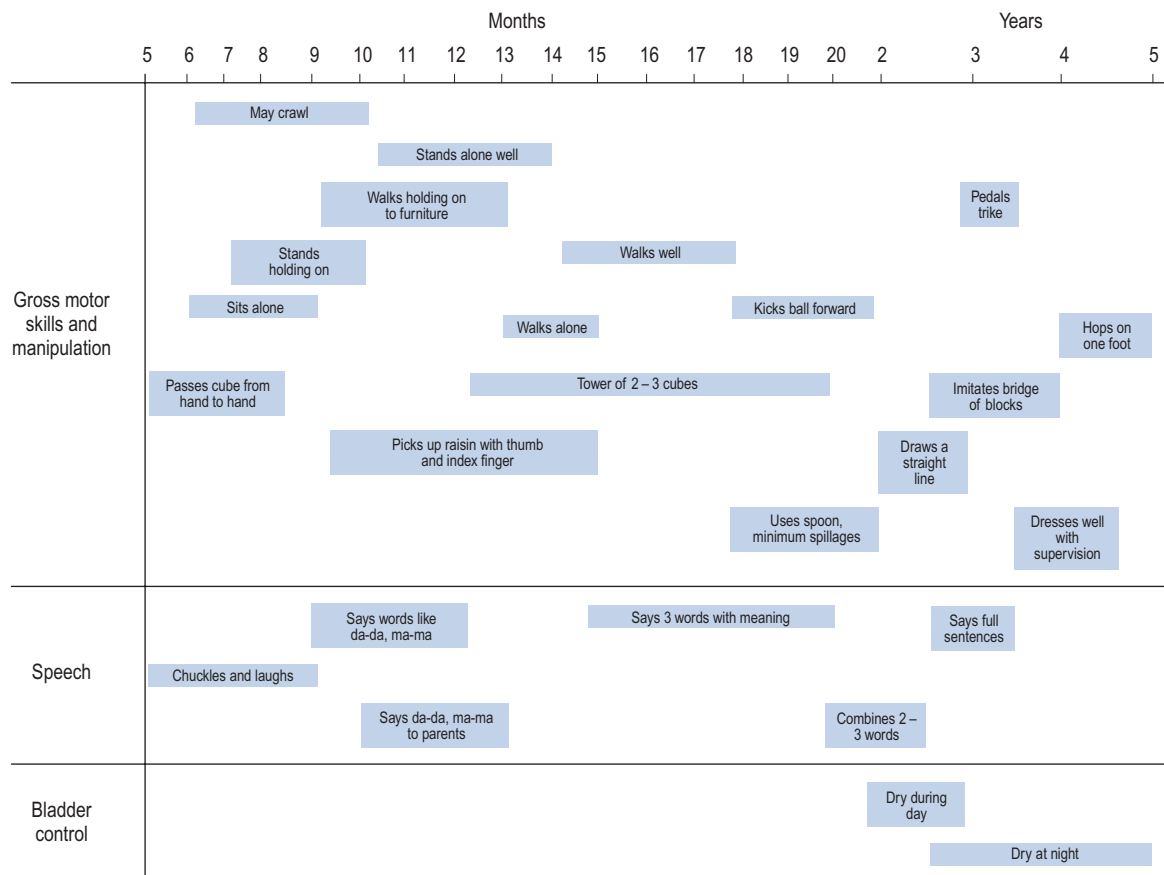 Months Years
5 6 7 8 9 10 11 12 13 14 15 16 17 18 19 20 2 3 4 5
Gross motor
skills and
manipulation
May crawl
Stands alone well
Walks holding on
to furniture
Pedals
trike
Stands
holding on
Walks well
Sits alone
Kicks ball forward
Walks alone
Hops on
one foot
Passes cube from
hand to hand
Tower of 2 – 3 cubes
Imitates bridge
of blocks
Picks up raisin with thumb
and index finger
Draws a
straight
line
Uses spoon,
minimum spillages
Dresses well
with
supervision
Speech
Says words like
da-da, ma-ma
Says 3 words with meaning
Says full
sentences
Chuckles and laughs
Says da-da, ma-ma
to parents
Combines 2 –
3 words
Bladder
control
Dry during
day
Dry at night